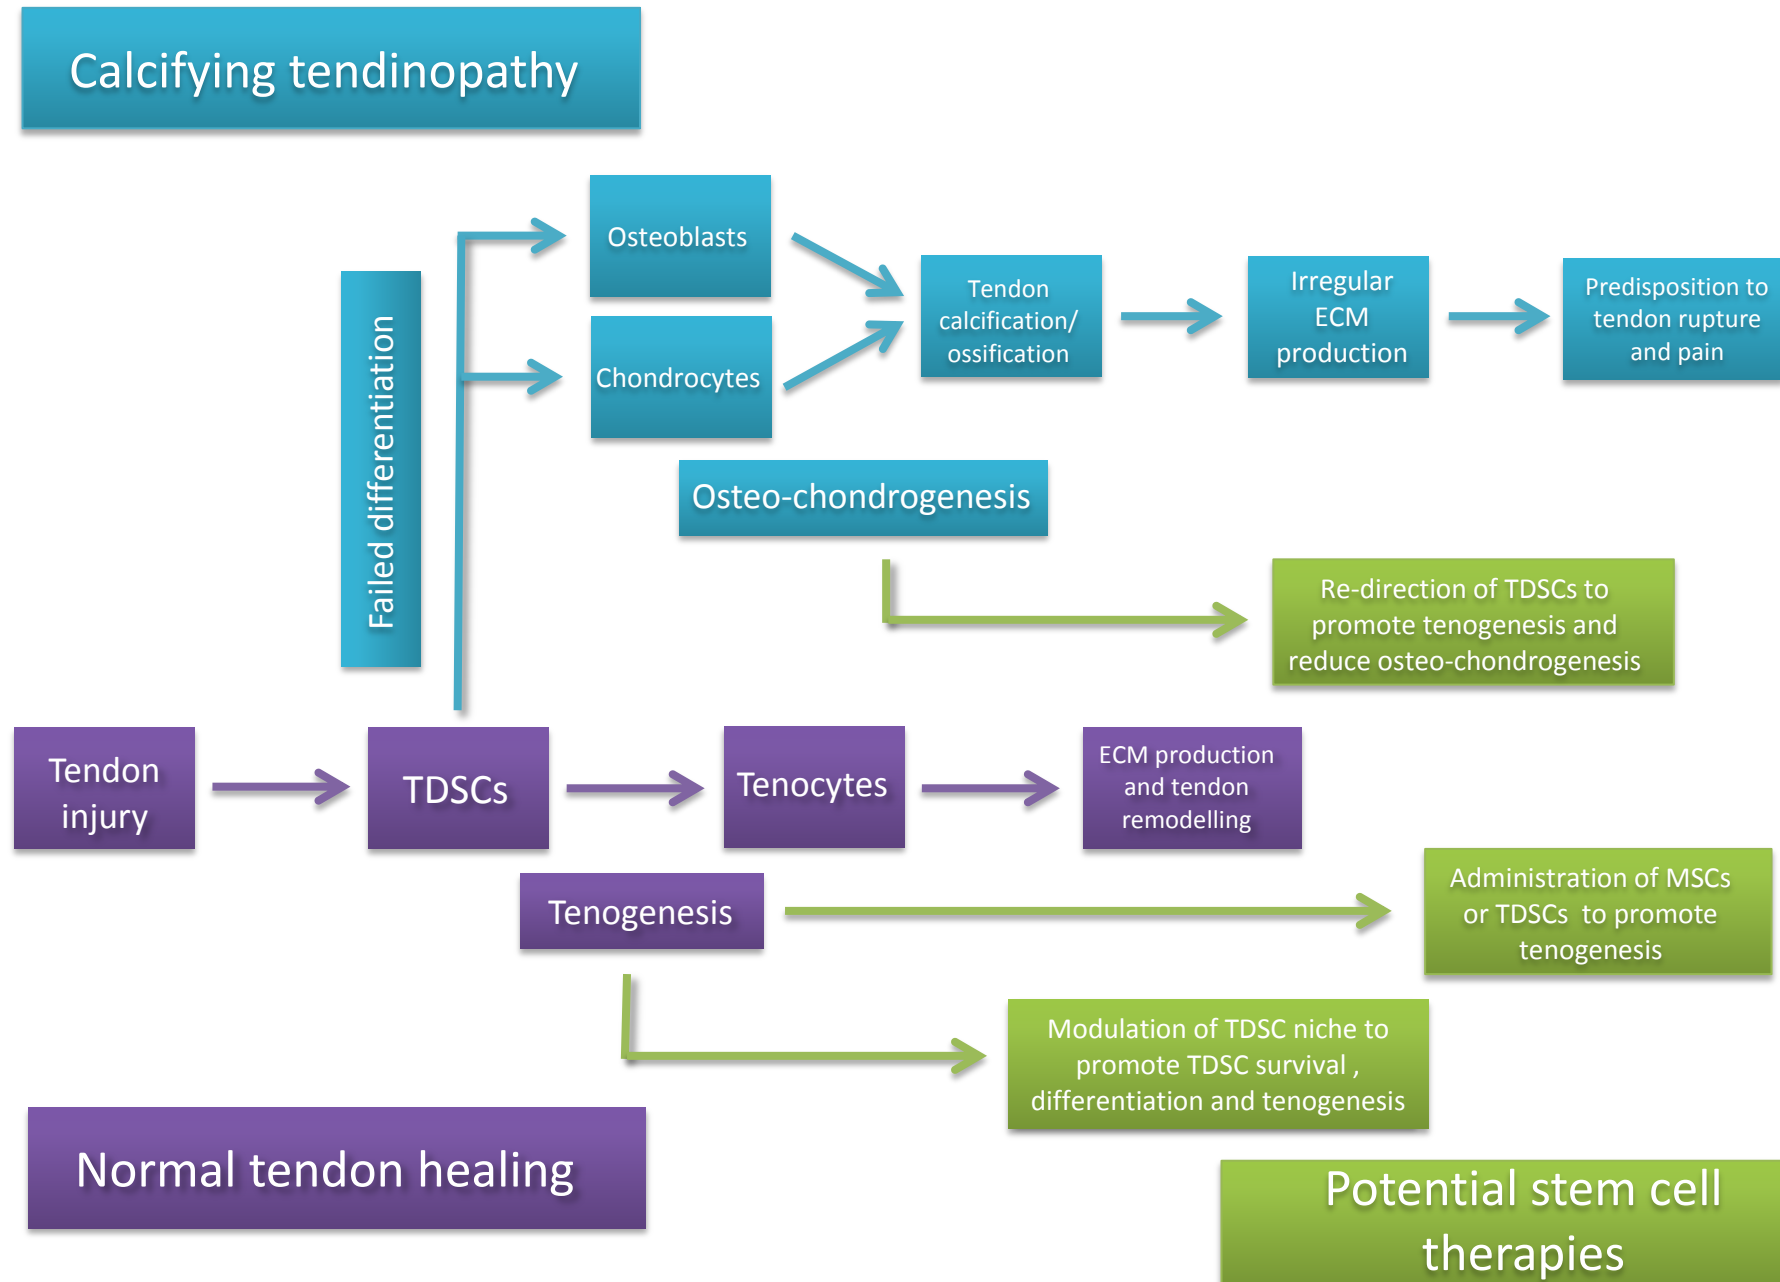 Calcifying tendinopathy
Osteoblasts
Chondrocytes
Failed differentiation
Tendon
calcification/
ossification
Irregular
ECM
production
Predisposition to
tendon rupture
and pain
Osteo-chondrogenesis
Re-direction of TDSCs to
promote tenogenesis and
reduce osteo-chondrogenesis
Tendon
injury
TDSCs
Tenocytes
ECM production
and tendon
remodelling
Tenogenesis
Administration of MSCs
or TDSCs to promote
tenogenesis
Modulation of TDSC niche to
promote TDSC survival ,
differentiation and tenogenesis
Normal tendon healing
Potential stem cell
therapies